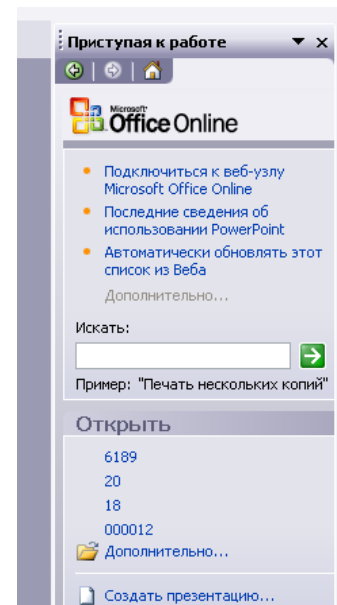 Приступая к работе
Microsoft
Office Online
Подключиться к веб-узлу
Microsoft Office Online
Последние сведения об
использовании PowerPoint
Автоматически обновлять этот
список из Веба
Дополнительно...
Искать:
Пример: "Печать нескольких копий"
Открыть
6189
20
18
000012
Дополнительно...
Создать презентацию...